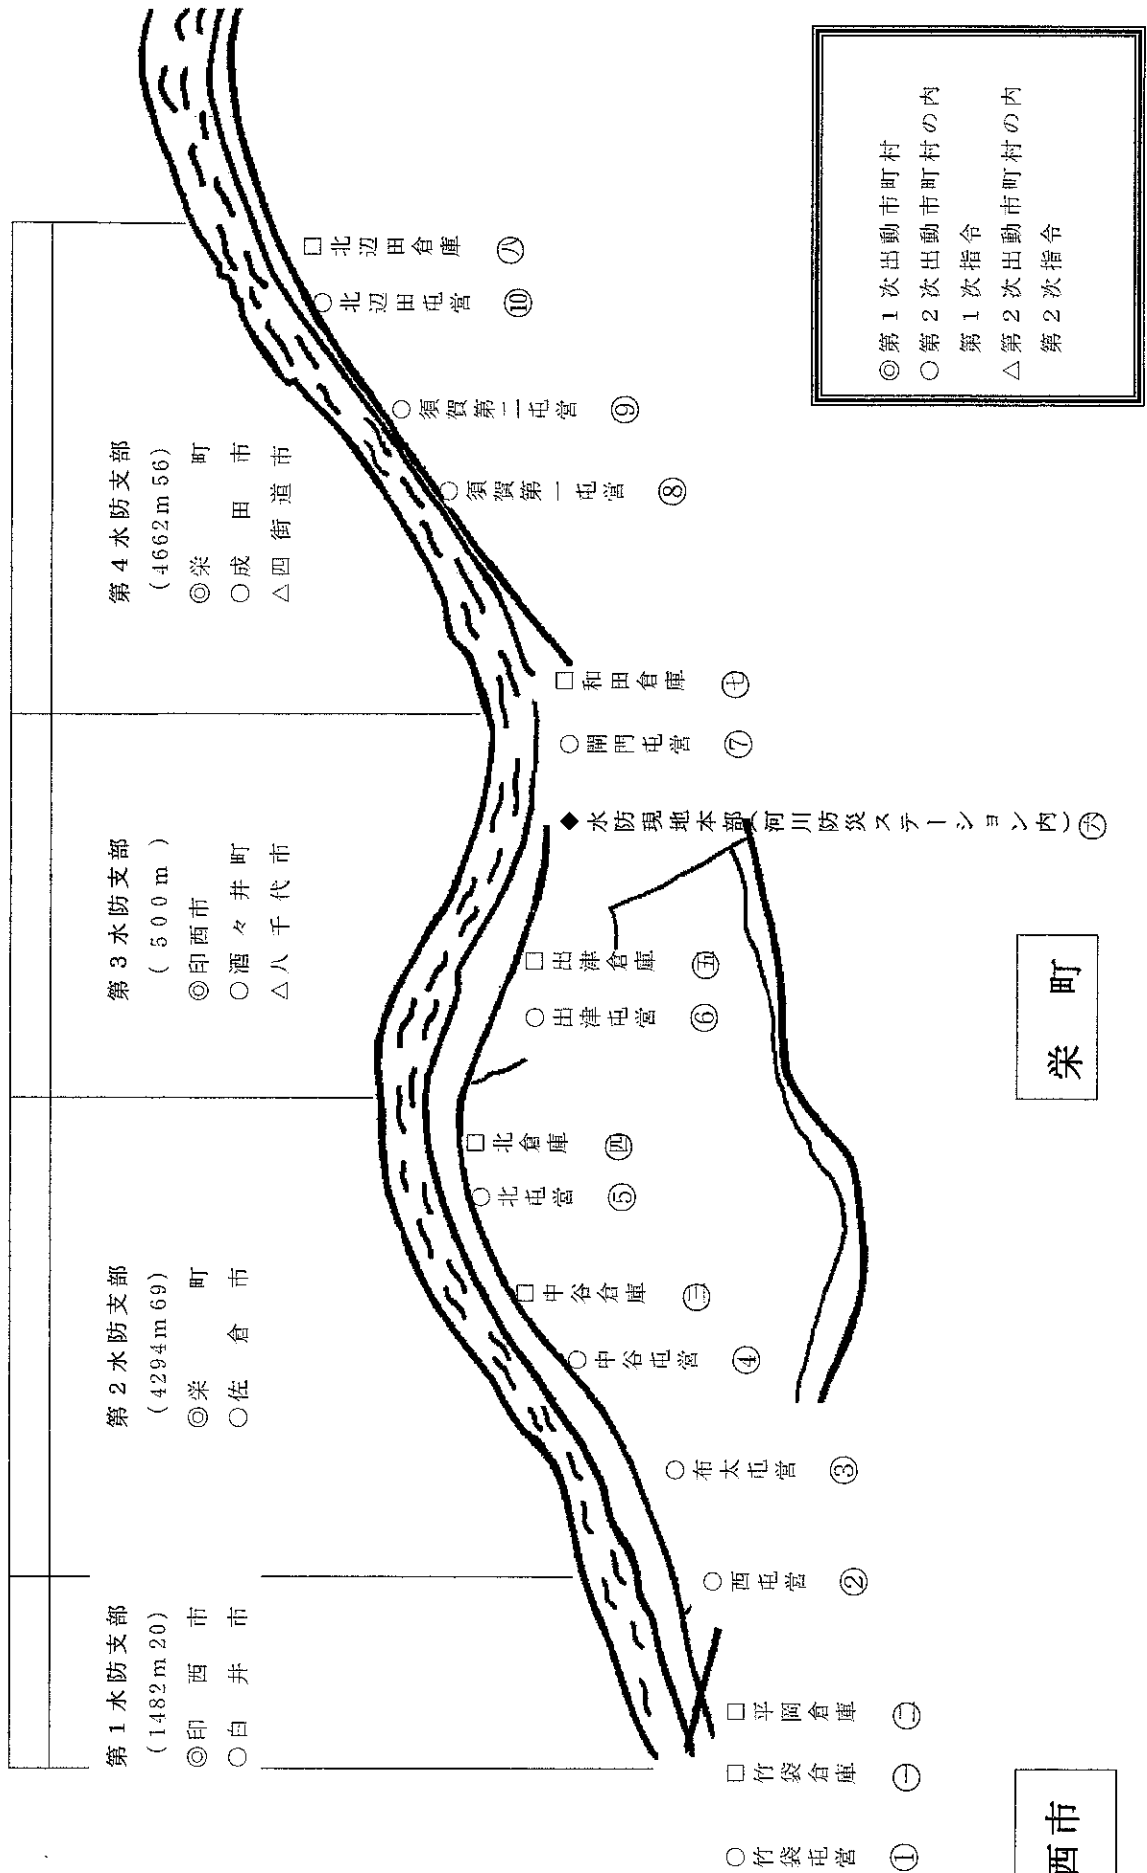 第1水防支部
(1482m20)
◎印西市
○白井市
第2水防支部
(4294m69)
◎栄町
○佐倉市
第3水防支部
(500m)
◎印西市
○酒々井町
△八千代市
第4水防支部
(4662m56)
◎栄町
○成田市
△四街道市
○竹袋屯営 ①
□竹袋倉庫 ㊀
□平岡倉庫 ㊁
○西屯営 ②
○布太屯営 ③
○中谷屯営 ④
□中谷倉庫 ㊂
○北屯営 ⑤
□北倉庫 ㊃
○出津屯営 ⑥
□出津倉庫 ㊄
◆水防現地本部(河川防災ステーション内) ㊅
○閘門屯営 ⑦
□和田倉庫 ㊆
○須賀第一屯営 ⑧
○須賀第二屯営 ⑨
○北辺田屯営 ⑩
□北辺田倉庫 ㊇
西市
栄町
◎第1次出動市町村
○第2次出動市町村の内
第1次指令
△第2次出動市町村の内
第2次指令